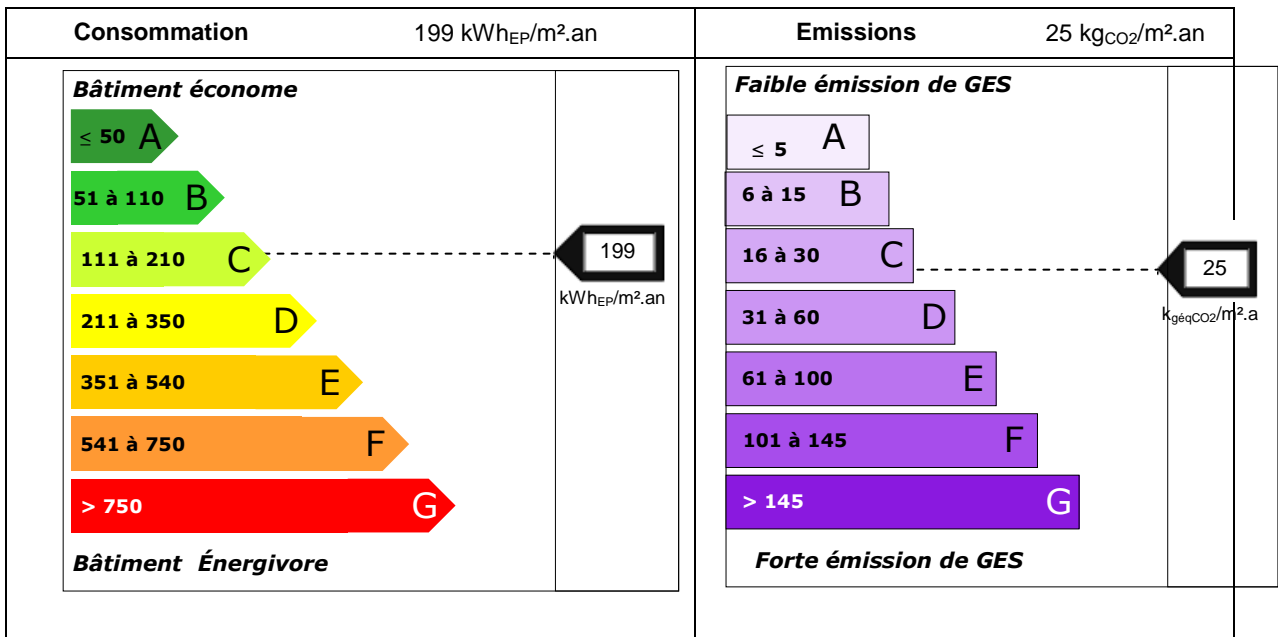 Consommation 199 kWhEP/m².an
Bâtiment économe
≤ 50 A
51 à 110 B
111 à 210 C
211 à 350 D
351 à 540 E
541 à 750 F
> 750 G
Bâtiment Énergivore
199
kWhEP/m².an
Emissions 25 kgCO2/m².an
Faible émission de GES
≤ 5 A
6 à 15 B
16 à 30 C
31 à 60 D
61 à 100 E
101 à 145 F
> 145 G
Forte émission de GES
25
kgéqCO2/m².a